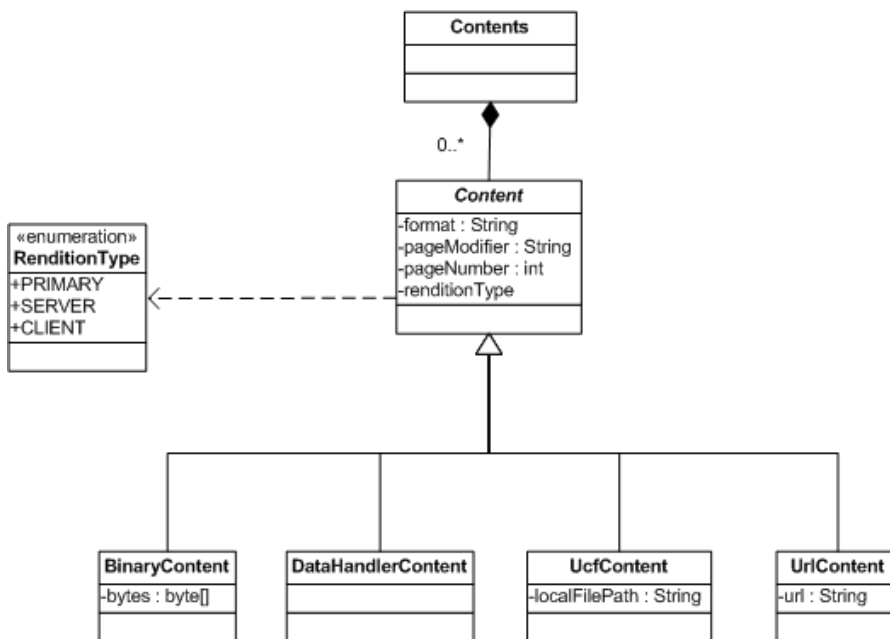 Contents
0..*
Content
-format : String
-pageModifier : String
-pageNumber : int
-renditionType
«enumeration»
RenditionType
+PRIMARY
+SERVER
+CLIENT
BinaryContent
-bytes : byte[]
DataHandlerContent
UcfContent
-localFilePath : String
UrlContent
-url : String